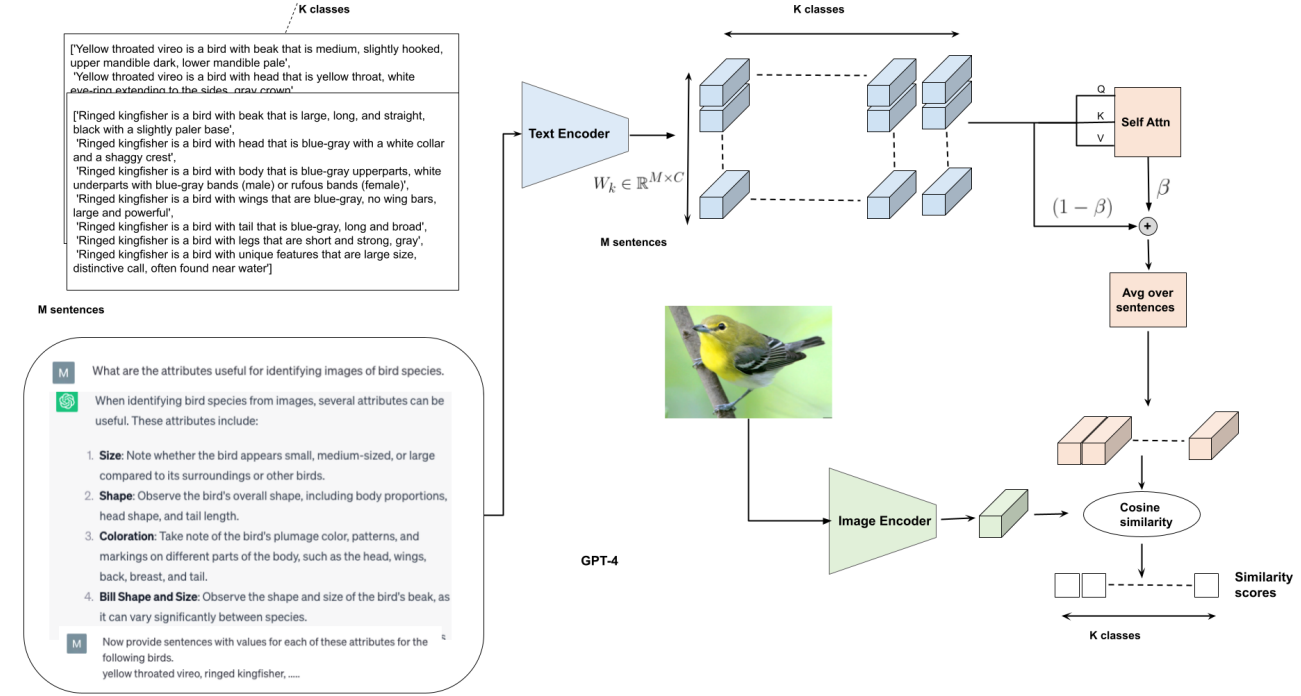 K classes
['Yellow throated vireo is a bird with beak that is medium, slightly hooked,
upper mandible dark, lower mandible pale',
'Yellow throated vireo is a bird with head that is yellow throat, white
eye-ring extending to the sides, gray crown'
['Ringed kingfisher is a bird with beak that is large, long, and straight,
black with a slightly paler base',
'Ringed kingfisher is a bird with head that is blue-gray with a white collar
and a shaggy crest',
'Ringed kingfisher is a bird with body that is blue-gray upperparts, white
underparts with blue-gray bands (male) or rufous bands (female)',
'Ringed kingfisher is a bird with wings that are blue-gray, no wing bars,
large and powerful',
'Ringed kingfisher is a bird with tail that is blue-gray, long and broad',
'Ringed kingfisher is a bird with legs that are short and strong, gray',
'Ringed kingfisher is a bird with unique features that are large size,
distinctive call, often found near water']
M sentences
M
What are the attributes useful for identifying images of bird species.
When identifying bird species from images, several attributes can be
useful. These attributes include:
1. Size: Note whether the bird appears small, medium-sized, or large
compared to its surroundings or other birds.
2. Shape: Observe the bird's overall shape, including body proportions,
head shape, and tail length.
3. Coloration: Take note of the bird's plumage color, patterns, and
markings on different parts of the body, such as the head, wings,
back, breast, and tail.
4. Bill Shape and Size: Observe the shape and size of the bird's beak, as
it can vary significantly between species.
M
Now provide sentences with values for each of these attributes for the
following birds.
yellow throated vireo, ringed kingfisher, .....
Text Encoder
K classes
W_k ∈ ℝ^{M×C}
M sentences
Q
K
V
Self Attn
β
(1 − β)
+
Avg over
sentences
Image Encoder
GPT-4
Cosine
similarity
Similarity
scores
K classes